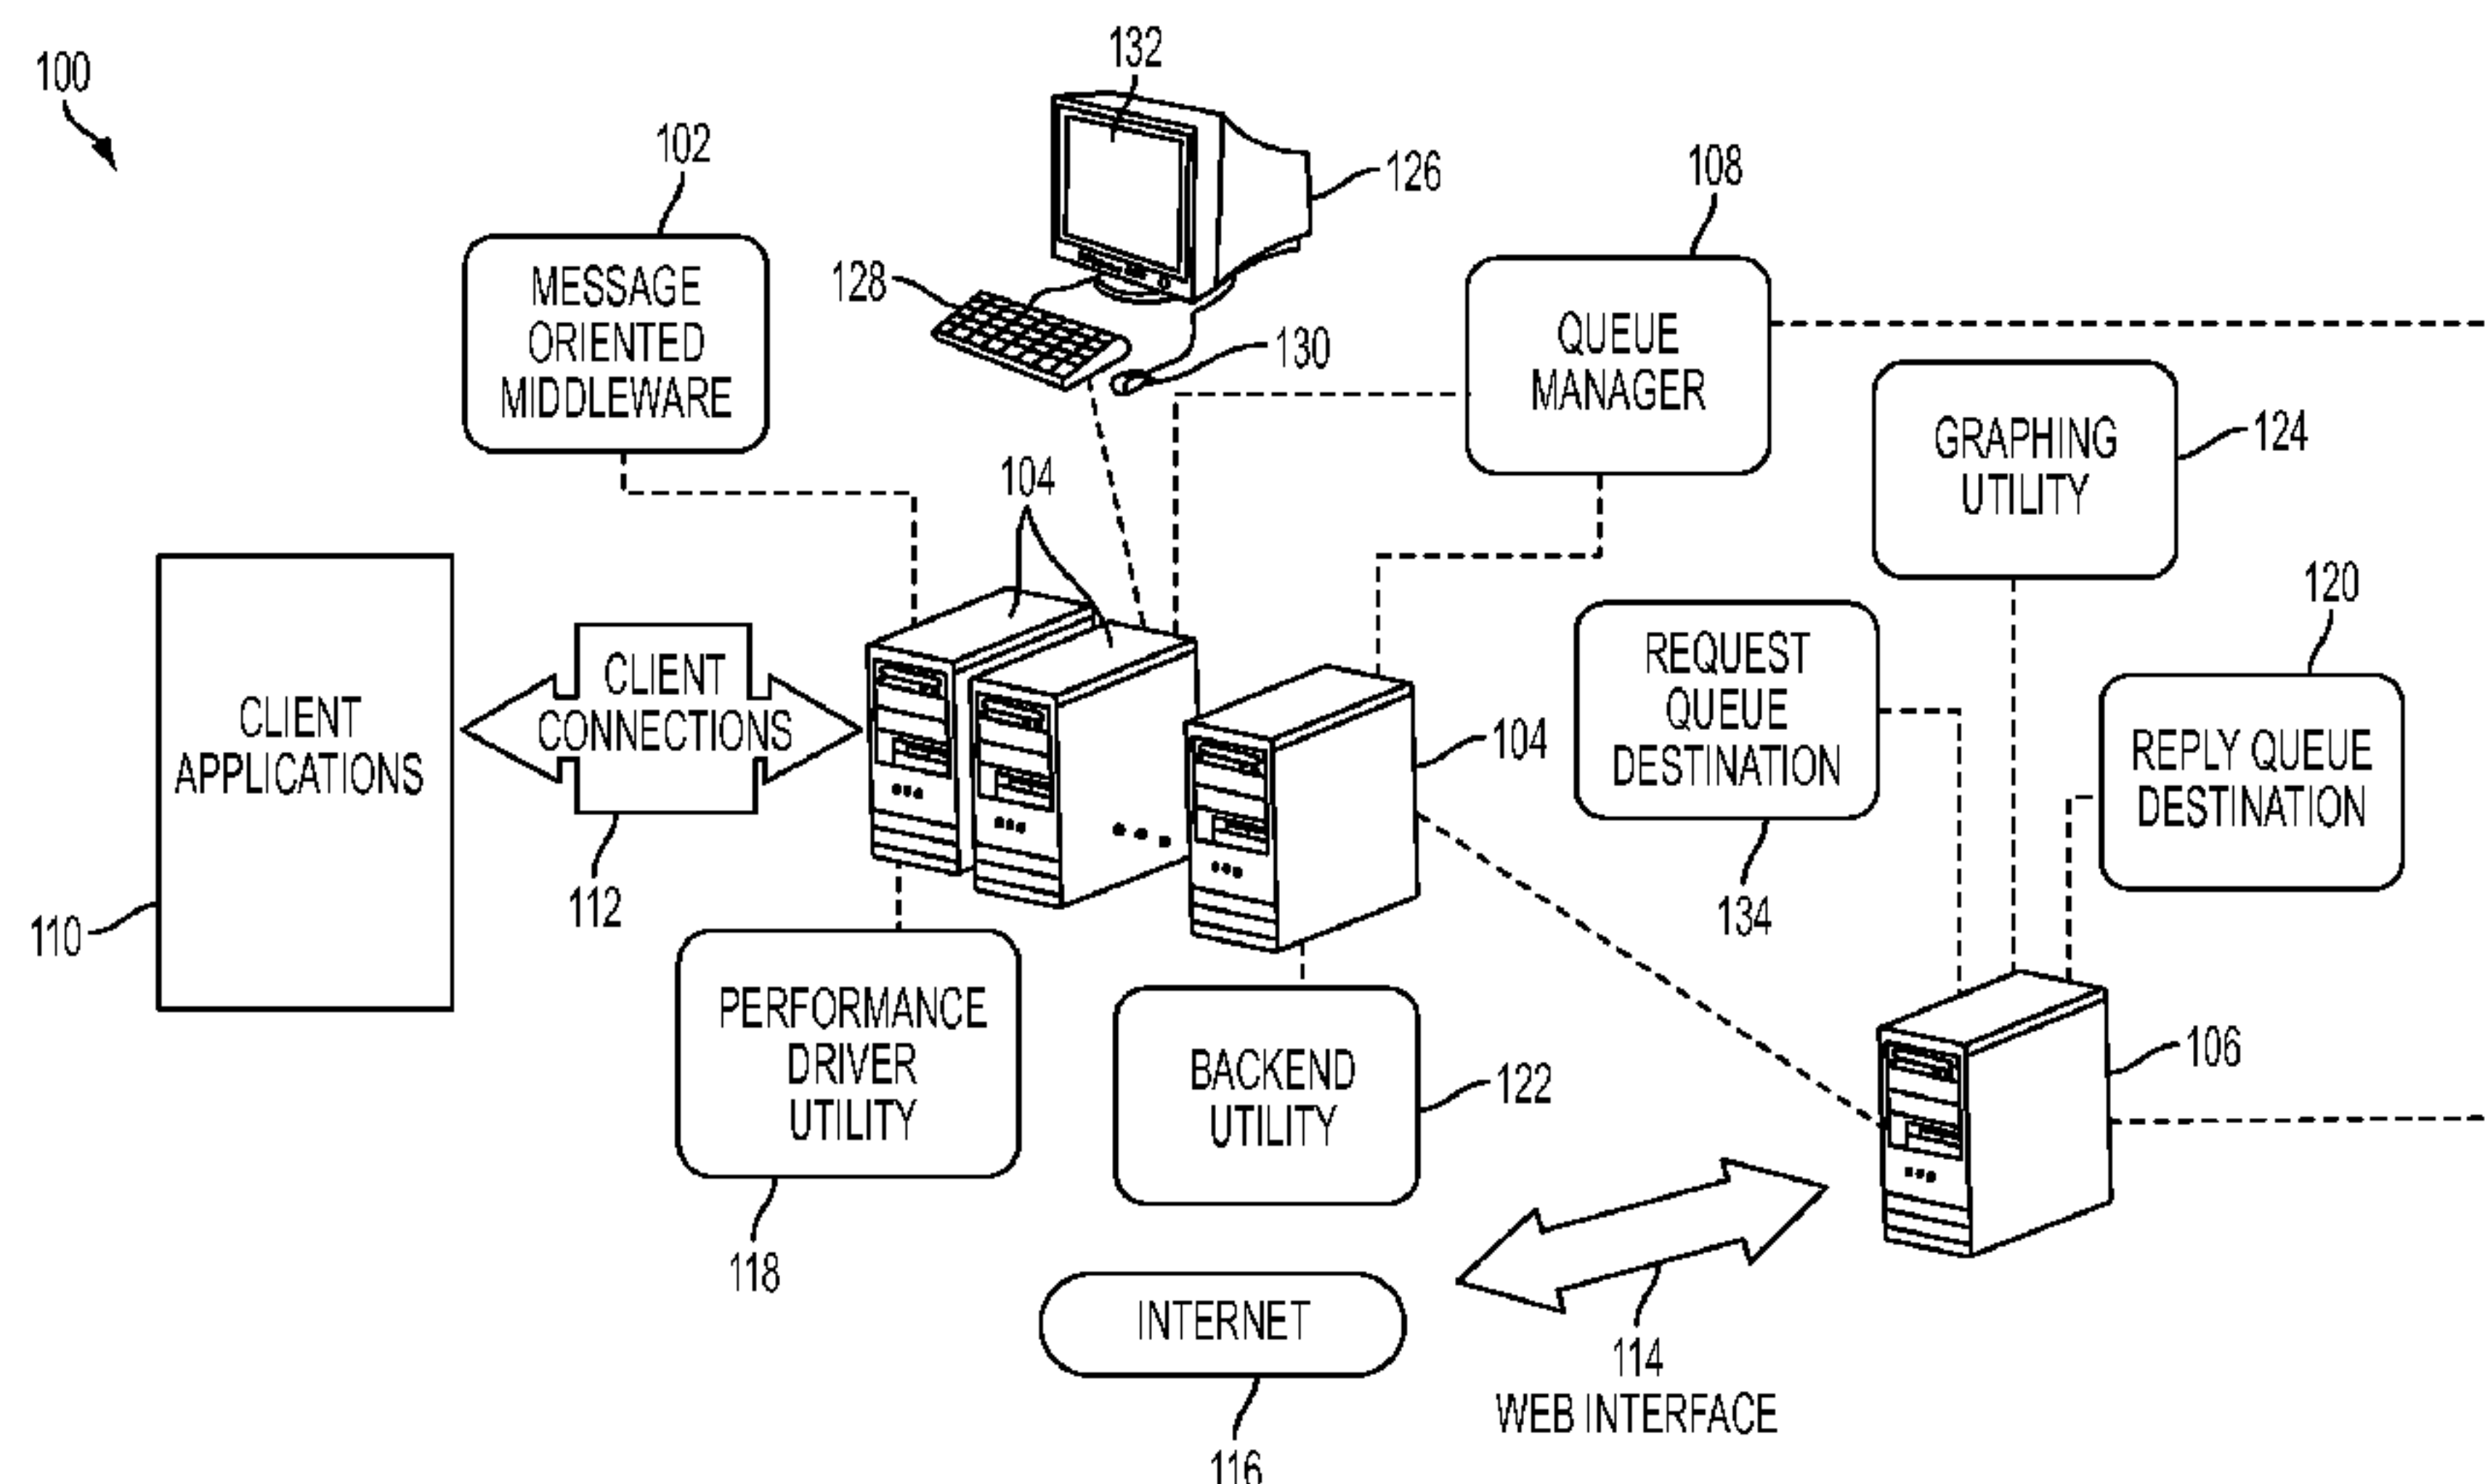 100
132
102
126
108
MESSAGE
ORIENTED
MIDDLEWARE
128
130
QUEUE
MANAGER
GRAPHING
UTILITY
124
104
120
CLIENT
APPLICATIONS
CLIENT
CONNECTIONS
REQUEST
QUEUE
DESTINATION
104
REPLY QUEUE
DESTINATION
110
112
134
PERFORMANCE
DRIVER
UTILITY
BACKEND
UTILITY
122
106
118
INTERNET
114
WEB INTERFACE
116